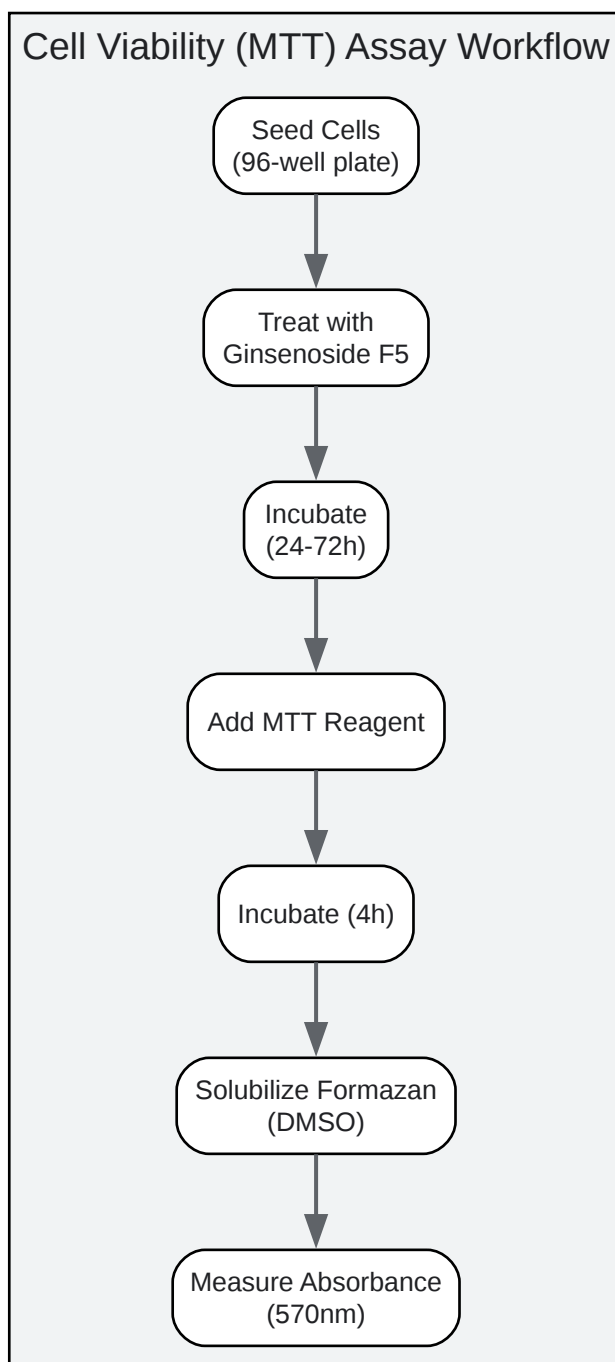 Cell Viability (MTT) Assay Workflow
Seed Cells
(96-well plate)
Treat with
Ginsenoside F5
Incubate
(24-72h)
Add MTT Reagent
Incubate (4h)
Solubilize Formazan
(DMSO)
Measure Absorbance
(570nm)